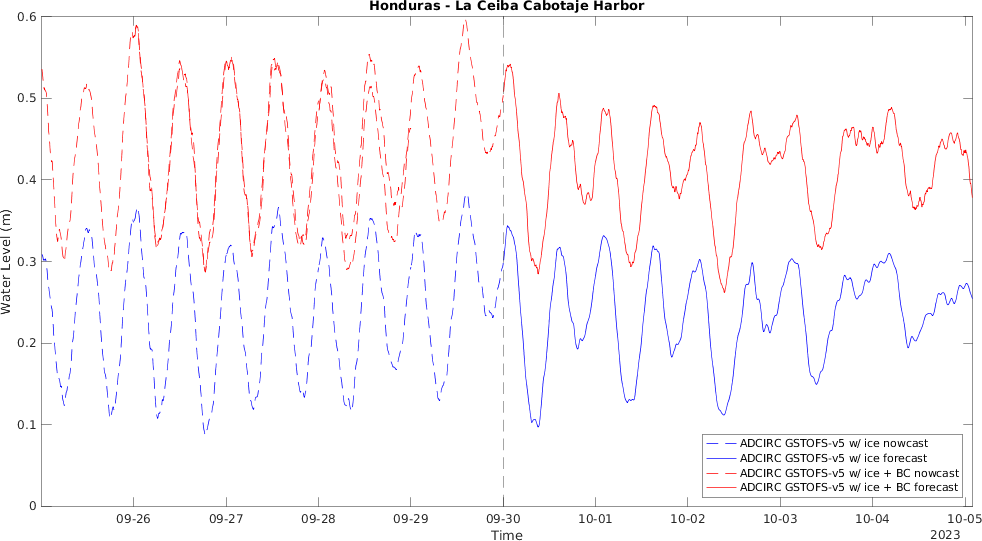 Honduras - La Ceiba Cabotaje Harbor
0.6
0.5
0.4
0.3
0.2
0.1
0
Water Level (m)
09-26 09-27 09-28 09-29 09-30 10-01 10-02 10-03 10-04 10-05
Time
2023
ADCIRC GSTOFS-v5 w/ ice nowcast
ADCIRC GSTOFS-v5 w/ ice forecast
ADCIRC GSTOFS-v5 w/ ice + BC nowcast
ADCIRC GSTOFS-v5 w/ ice + BC forecast